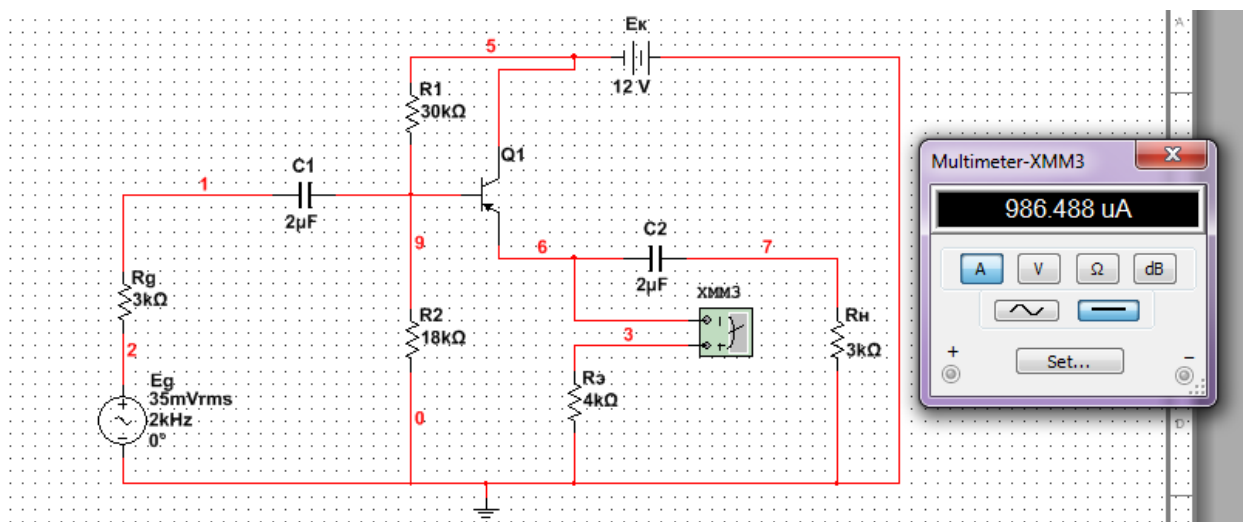 Eк
5
12 V
R1
30kΩ
Q1
C1
1
2μF
9
C2
6
7
2μF
XMM3
Rg
3kΩ
R2
18kΩ
3
Rн
3kΩ
2
Eg
35mVrms
2kHz
0°
Rэ
4kΩ
0
A
D
Multimeter-XMM3
986.488 uA
A V Ω dB
+ Set... −